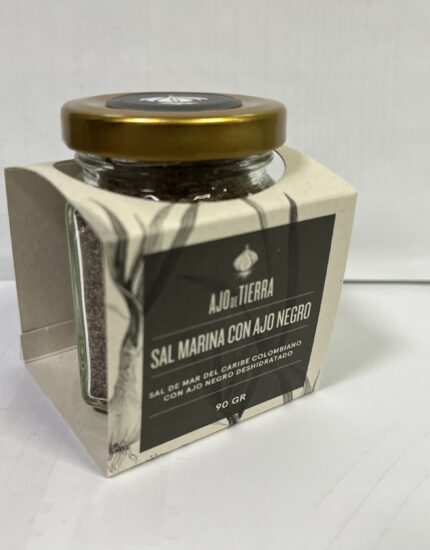 AJO DE TIERRA
SAL MARINA CON AJO NEGRO
SAL DE MAR DEL CARIBE COLOMBIANO
CON AJO NEGRO DESHIDRATADO
90 GR